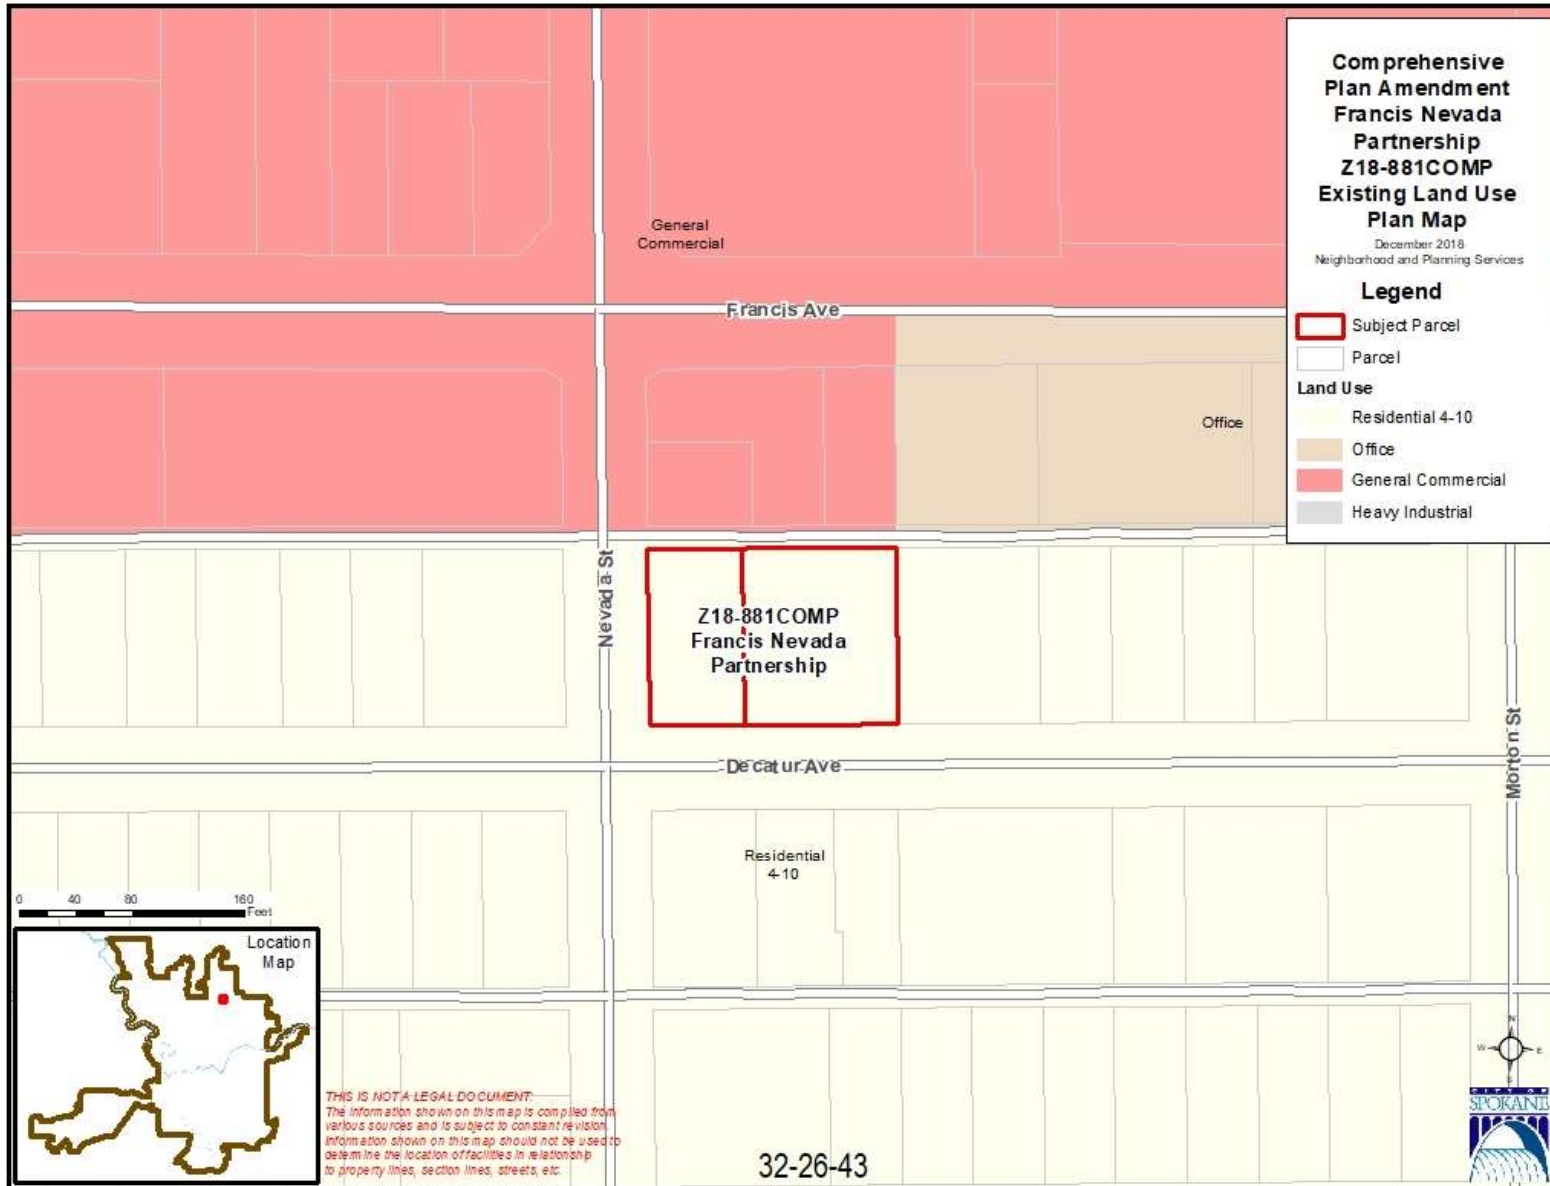 Comprehensive
Plan Amendment
Francis Nevada
Partnership
Z18-881COMP
Existing Land Use
Plan Map
December 2018
Neighborhood and Planning Services
Legend
Subject Parcel
Parcel
Land Use
Residential 4-10
Office
General Commercial
Heavy Industrial
General
Commercial
Francis Ave
Office
Nevada St
Z18-881COMP
Francis Nevada
Partnership
Decatur Ave
Morton St
Residential
4-10
0 40 80 160
Feet
Location
Map
THIS IS NOT A LEGAL DOCUMENT:
The information shown on this map is compiled from
various sources and is subject to constant revision.
Information shown on this map should not be used to
determine the location of facilities in relationship
to property lines, section lines, streets, etc.
32-26-43
N
W E
S
CITY OF
SPOKANE